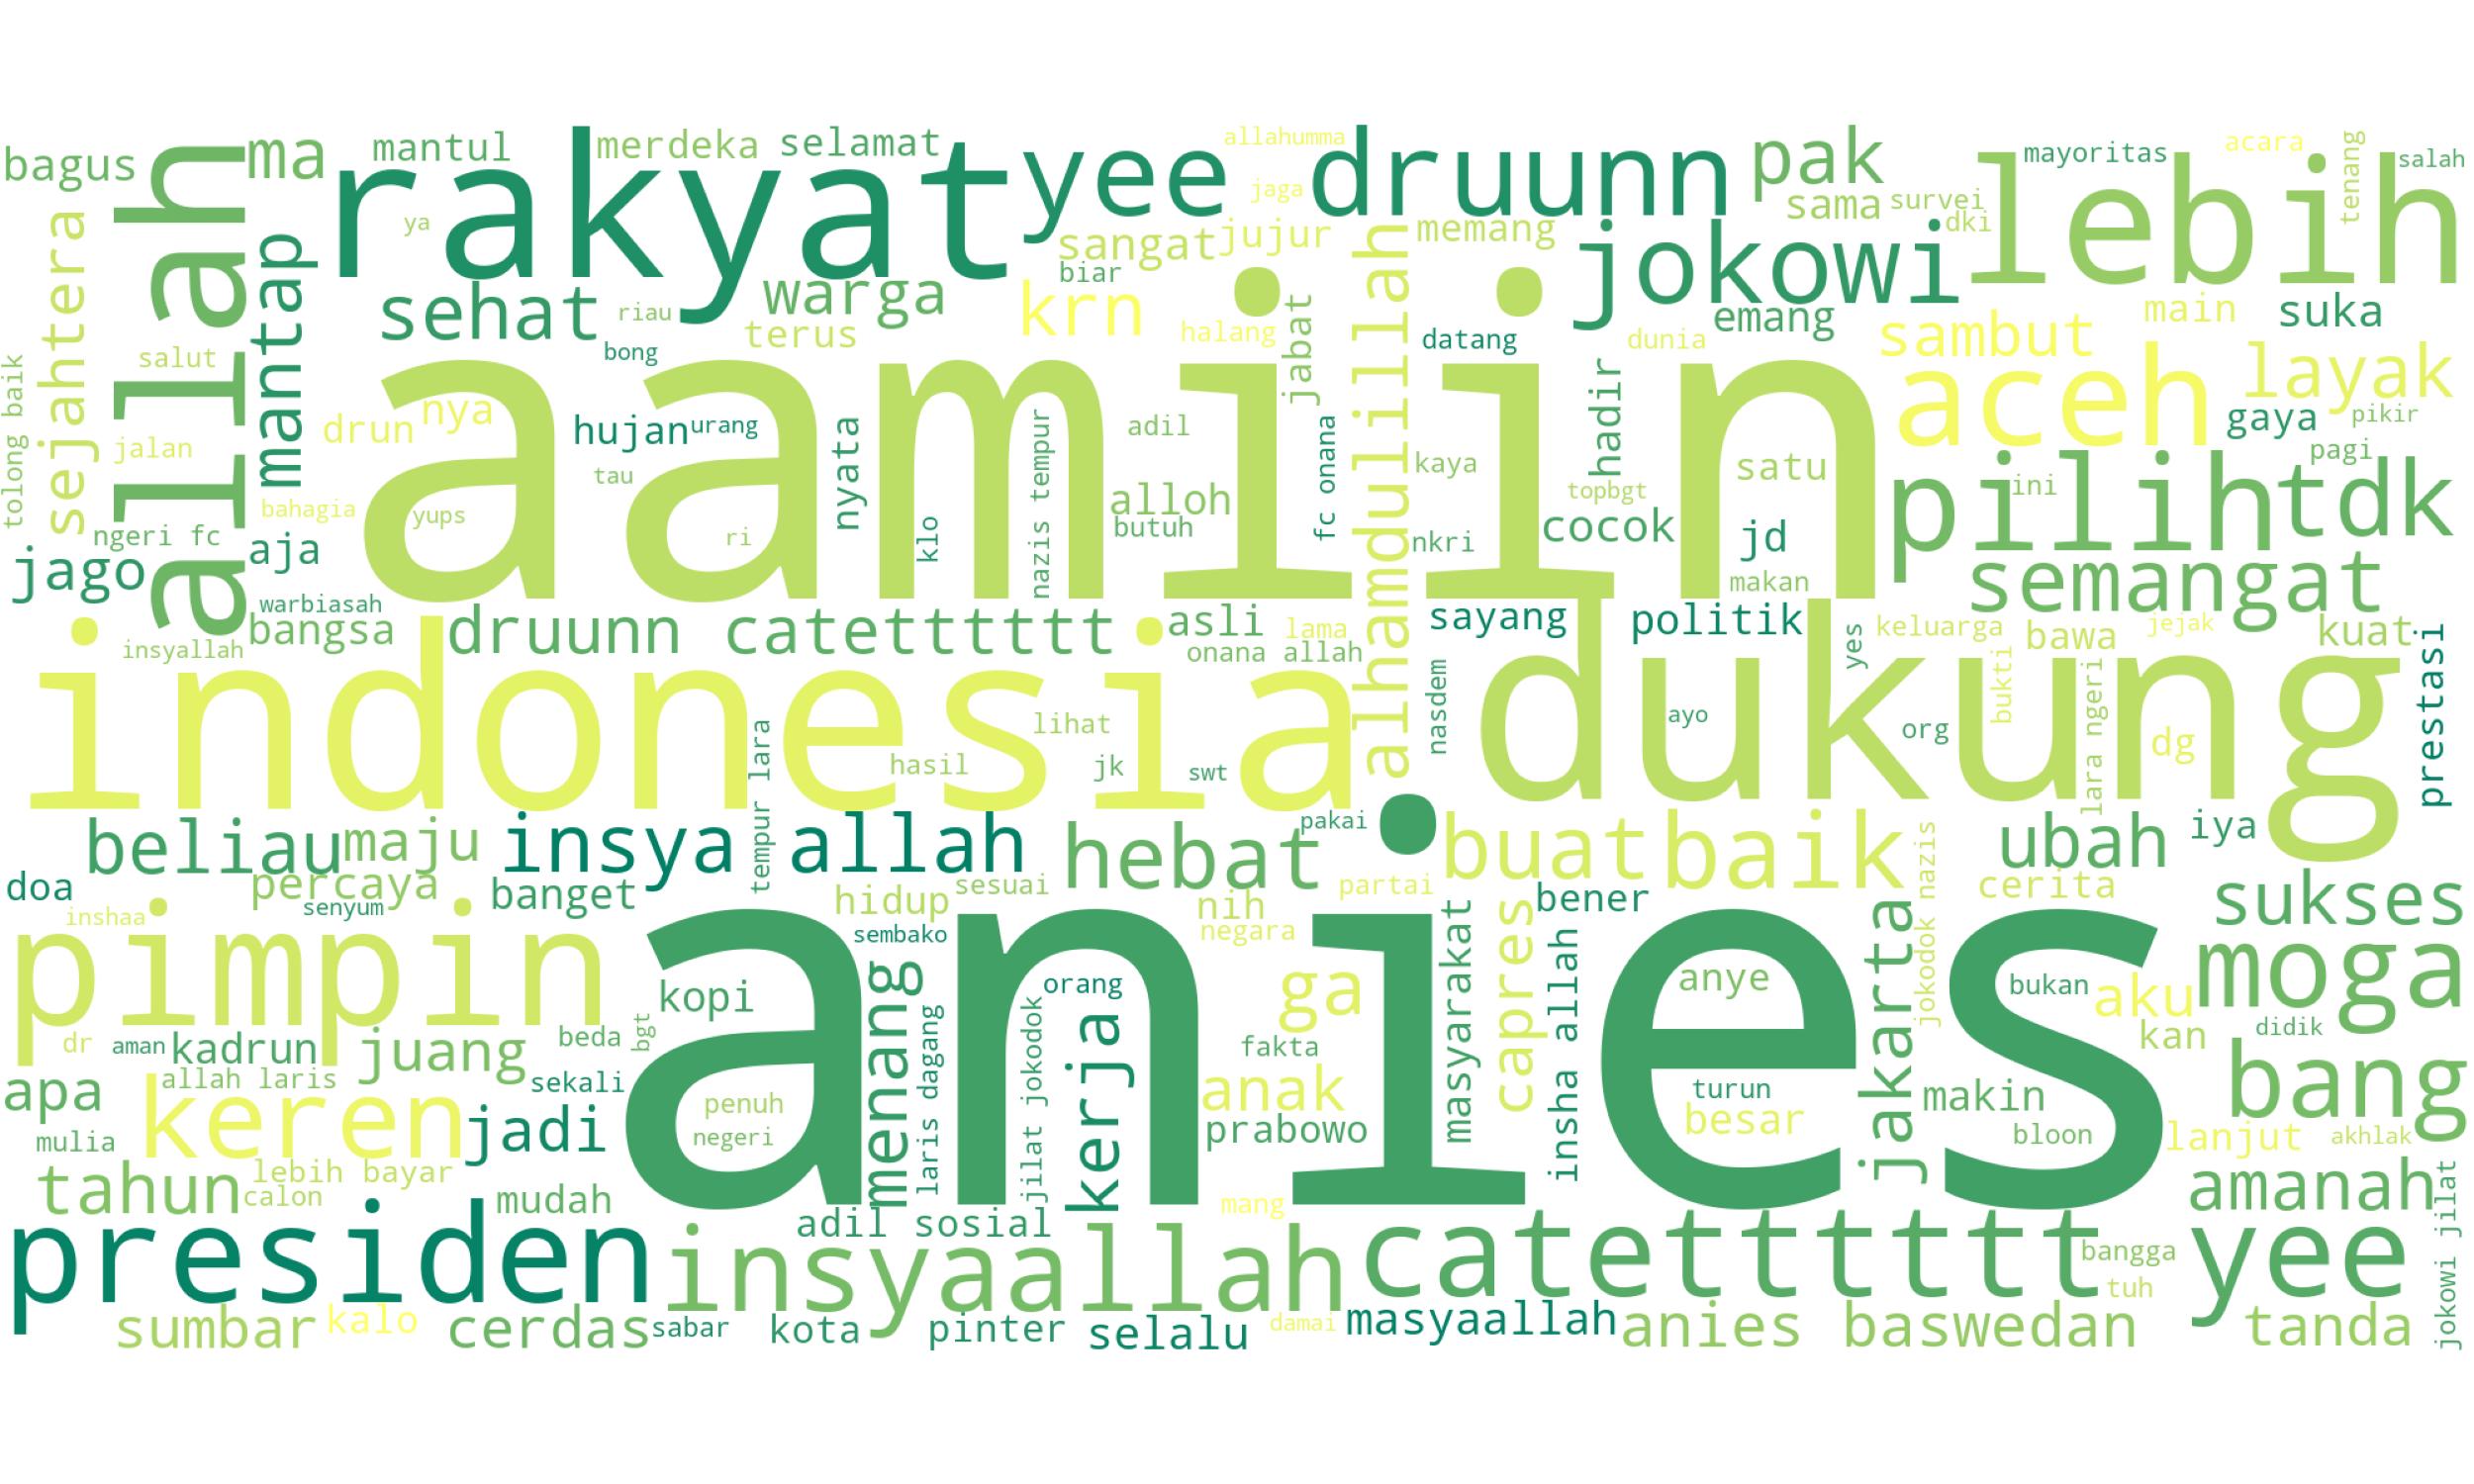 bagus
allah
ma
mantul
rakyat
merdeka
selamat
yee druunn
allahumma
jaga
pak
sama
survei
dki
mayoritas
acara
tenang
salah
lebih
sejahtera
mantap
ya
sehat
riau
warga
terus
krn
sangat
jujur
biar
halang
jabat
alhamdulillah
memang
jokowi
emang
main
suka
tolong baik
salut
jalan
bong
aamiin
datang
dunia
sambut
aceh
layak
gaya
pikir
pagi
drun
nya
hujan
urang
tau
nyata
nazis tempur
adil
alloh
butuh
fc onana
kaya
nkri
hadir
topbgt
cocok
satu
jd
makan
pilih
ini
tdk
semangat
ngeri fc
bahagia
yups
ri
klo
jago
aja
warbiasah
bangsa
insyallah
druunn catettttttt
asli
lama
onana allah
sayang
politik
yes
keluarga
bawa
jejak
kuat
prestasi
indonesia
tempur lara
lihat
hasil
jk
swt
nasdem
dukung
ayo
org
bukti
lara ngeri
dg
beliau
maju
insya allah
hebat
pakai
buat
baik
jokodok nazis
ubah
iya
doa
percaya
inshaa
senyum
banget
hidup
sesuai
sembako
nih
negara
partai
bener
cerita
sukses
pimpin
anies
kopi
menang
laris dagang
orang
jilat jokodok
kerja
ga
fakta
anak
prabowo
masyarakat
capres
insha allah
anye
turun
besar
jakarta
bukan
aku
kan
makin
bloon
moga
didik
bang
dr
aman
kadrun
juang
beda
bgt
apa
allah laris
sekali
keren
jadi
penuh
negeri
mulia
lanjut
akhlak
tahun
lebih bayar
calon
mudah
adil sosial
mang
amanah
jokowi jilat
presiden
insyaallah
catettttttt
bangga
tuh
yee
sumbar
kalo
cerdas
sabar
kota
pinter
selalu
damai
masyaallah
anies baswedan
tanda